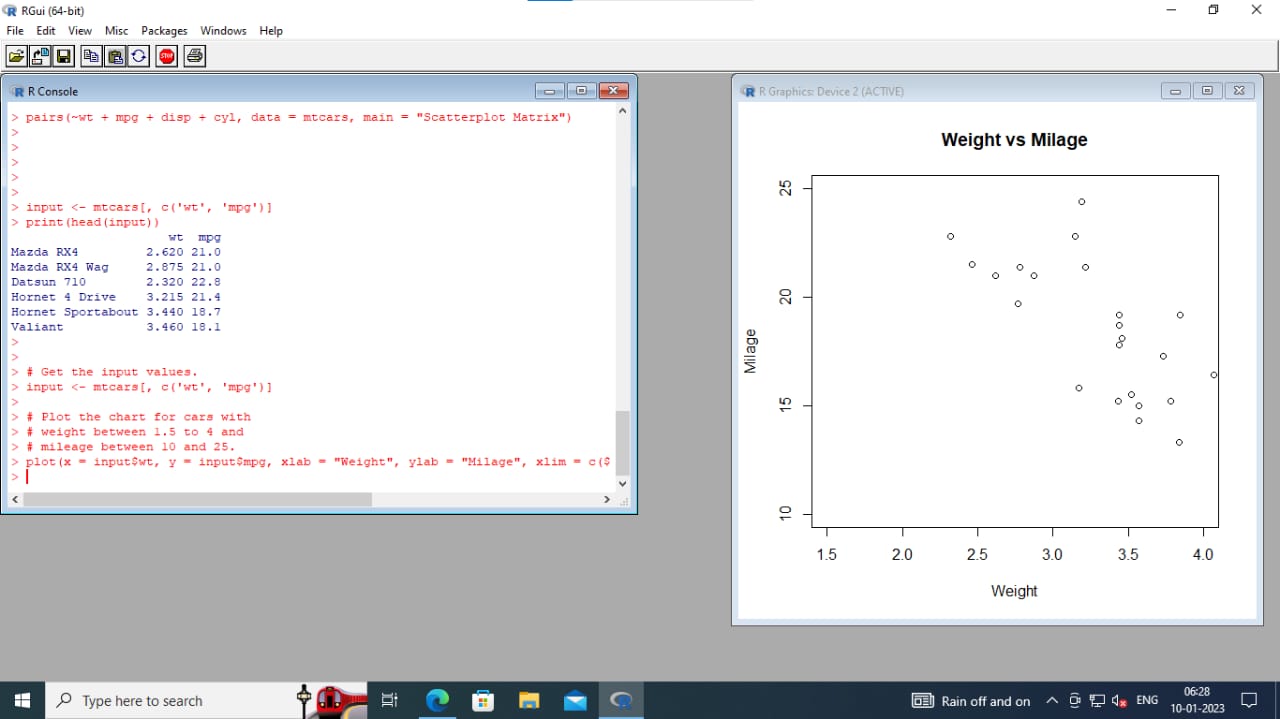 RGui (64-bit)
File Edit View Misc Packages Windows Help
STOP
R Console
> pairs(~wt + mpg + disp + cyl, data = mtcars, main = "Scatterplot Matrix")
>
>
>
>
>
> input <- mtcars[, c('wt', 'mpg')]
> print(head(input))
wt mpg
Mazda RX4 2.620 21.0
Mazda RX4 Wag 2.875 21.0
Datsun 710 2.320 22.8
Hornet 4 Drive 3.215 21.4
Hornet Sportabout 3.440 18.7
Valiant 3.460 18.1
>
>
> # Get the input values.
> input <- mtcars[, c('wt', 'mpg')]
>
> # Plot the chart for cars with
> # weight between 1.5 to 4 and
> # mileage between 10 and 25.
> plot(x = input$wt, y = input$mpg, xlab = "Weight", ylab = "Milage", xlim = c($
>
R Graphics: Device 2 (ACTIVE)
Weight vs Milage
25
20
15
10
Milage
1.5 2.0 2.5 3.0 3.5 4.0
Weight
Type here to search
Rain off and on
ENG
06:28
10-01-2023